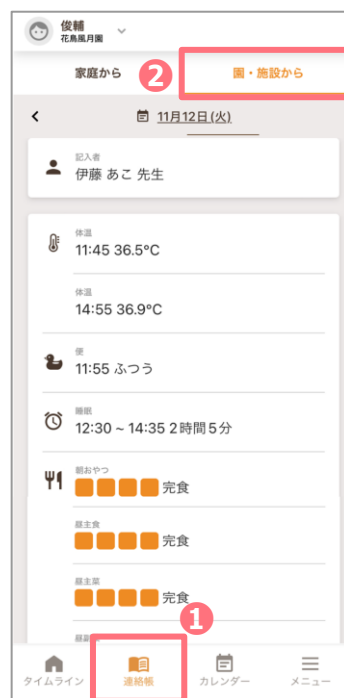 俊輔
花鳥風月園
家庭から
2
園・施設から
11月12日(火)
記入者
伊藤 あこ 先生
体温
11:45 36.5°C
体温
14:55 36.9°C
便
11:55 ふつう
睡眠
12:30 ~ 14:35 2時間5分
朝おやつ
完食
昼主食
完食
昼主菜
完食
1
タイムライン
連絡帳
カレンダー
メニュー